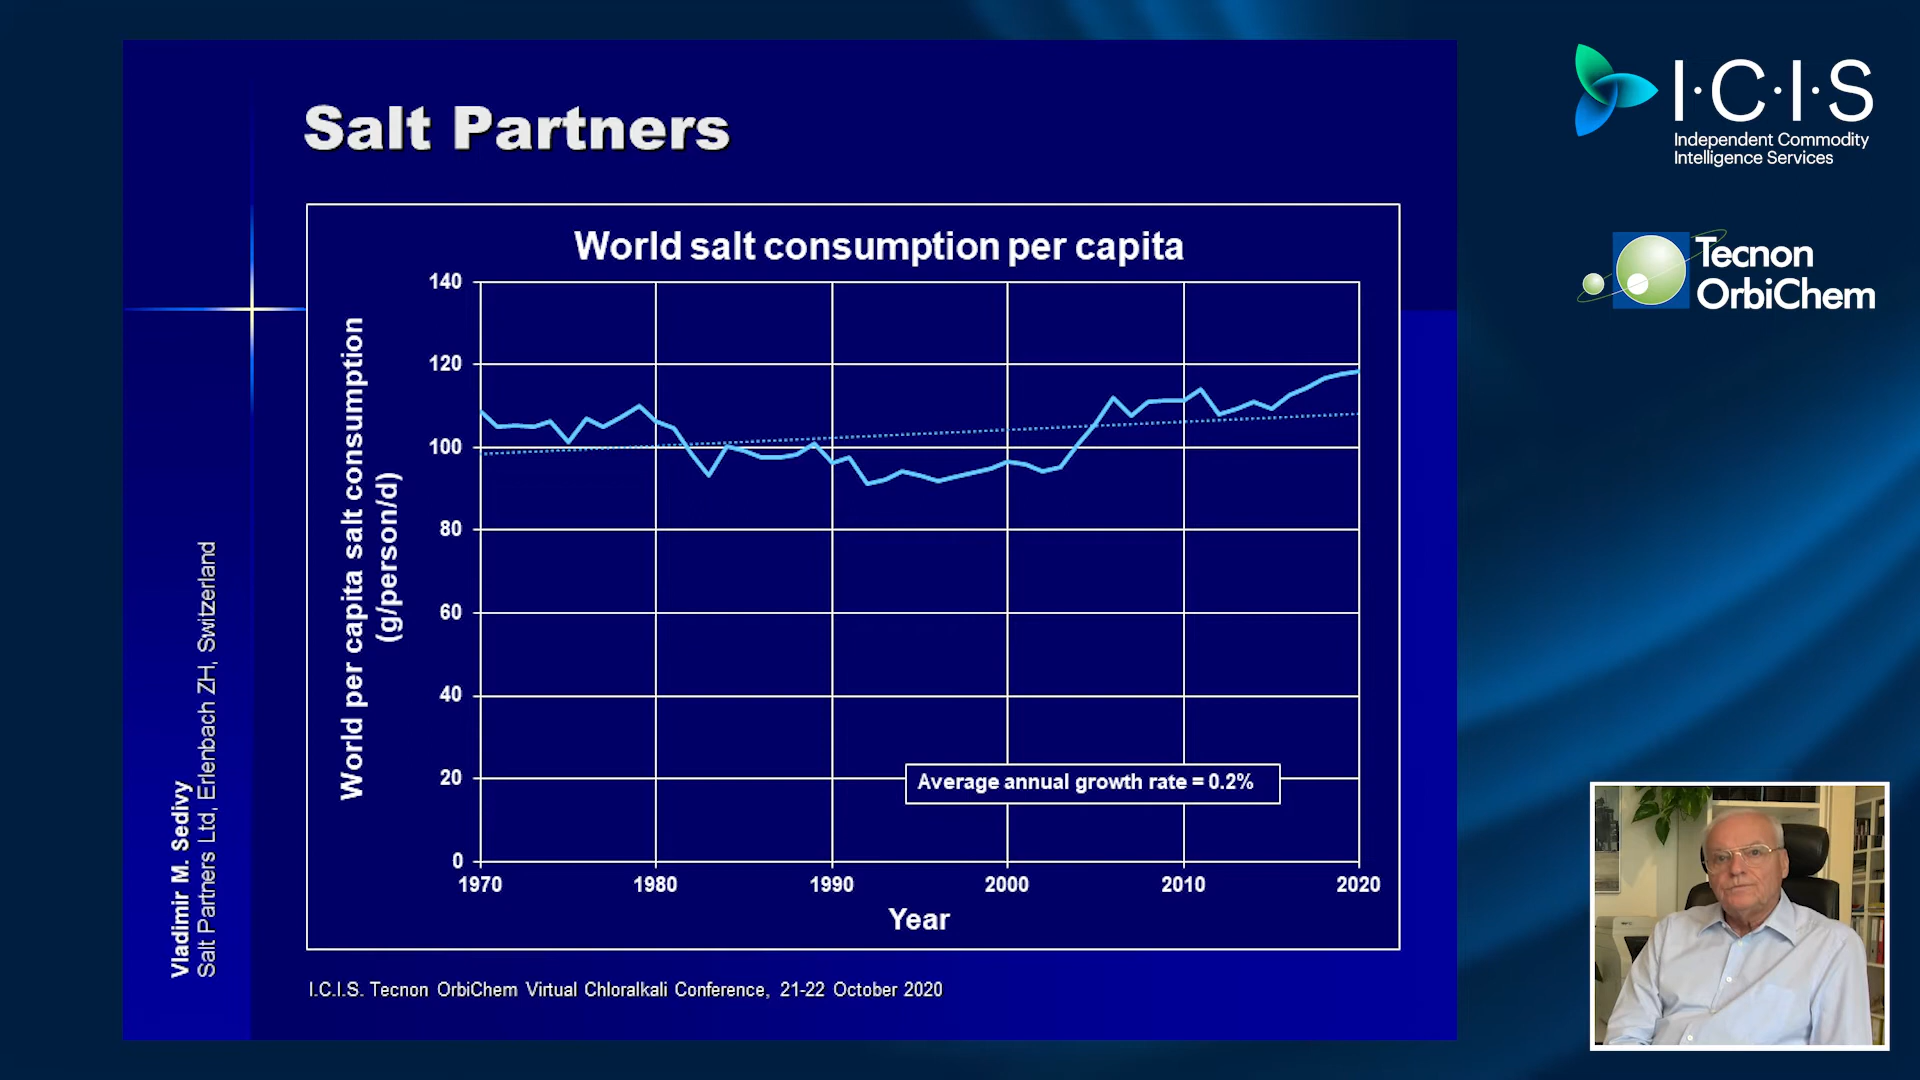 Salt Partners
World salt consumption per capita
World per capita salt consumption
(g/person/d)
140
120
100
80
60
40
20
0
Average annual growth rate = 0.2%
1970
1980
1990
2000
2010
2020
Year
Vladimir M. Sedivy
Salt Partners Ltd, Erlenbach ZH, Switzerland
I.C.I.S. Tecnon OrbiChem Virtual Chloralkali Conference, 21-22 October 2020
I·C·I·S
Independent Commodity
Intelligence Services
Tecnon
OrbiChem